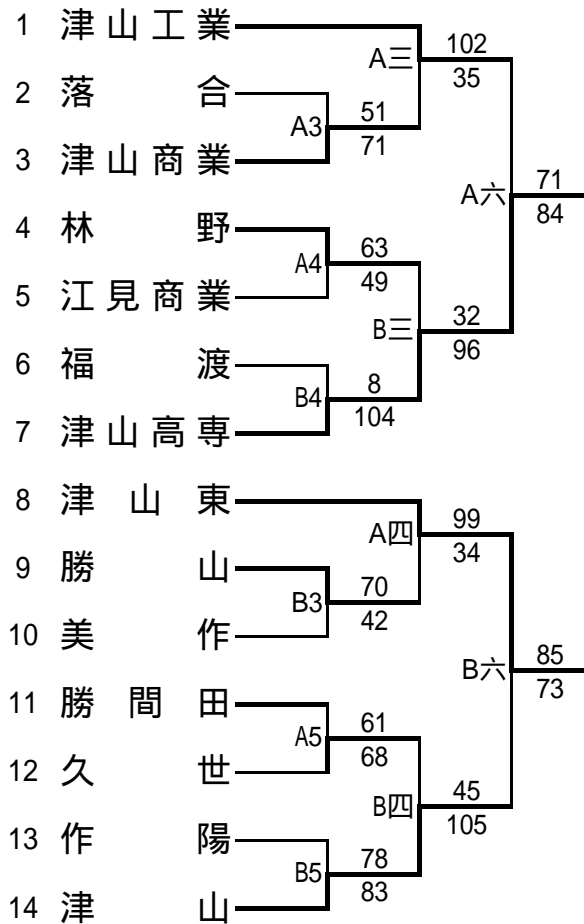 1 津山工業
A三 102
35
2 落合
A3 51
71
3 津山商業
A六 71
84
4 林野
A4 63
49
5 江見商業
B三 32
96
6 福渡
B4 8
104
7 津山高専
8 津山東
A四 99
34
9 勝山
B3 70
42
10 美作
B六 85
73
11 勝間田
A5 61
68
12 久世
B四 45
105
13 作陽
B5 78
83
14 津山